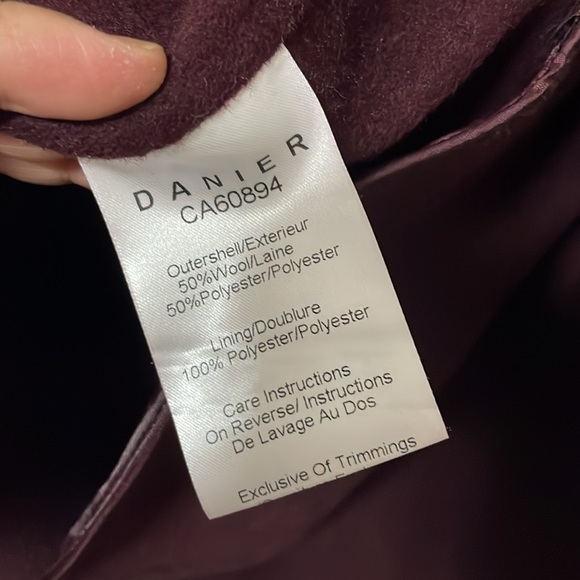 DANIER
CA60894
Outershell/Exterieur
50%Wool/Laine
50%Polyester/Polyester
Lining/Doublure
100% Polyester/Polyester
Care Instructions
On Reverse/ Instructions
De Lavage Au Dos
Exclusive Of Trimmings